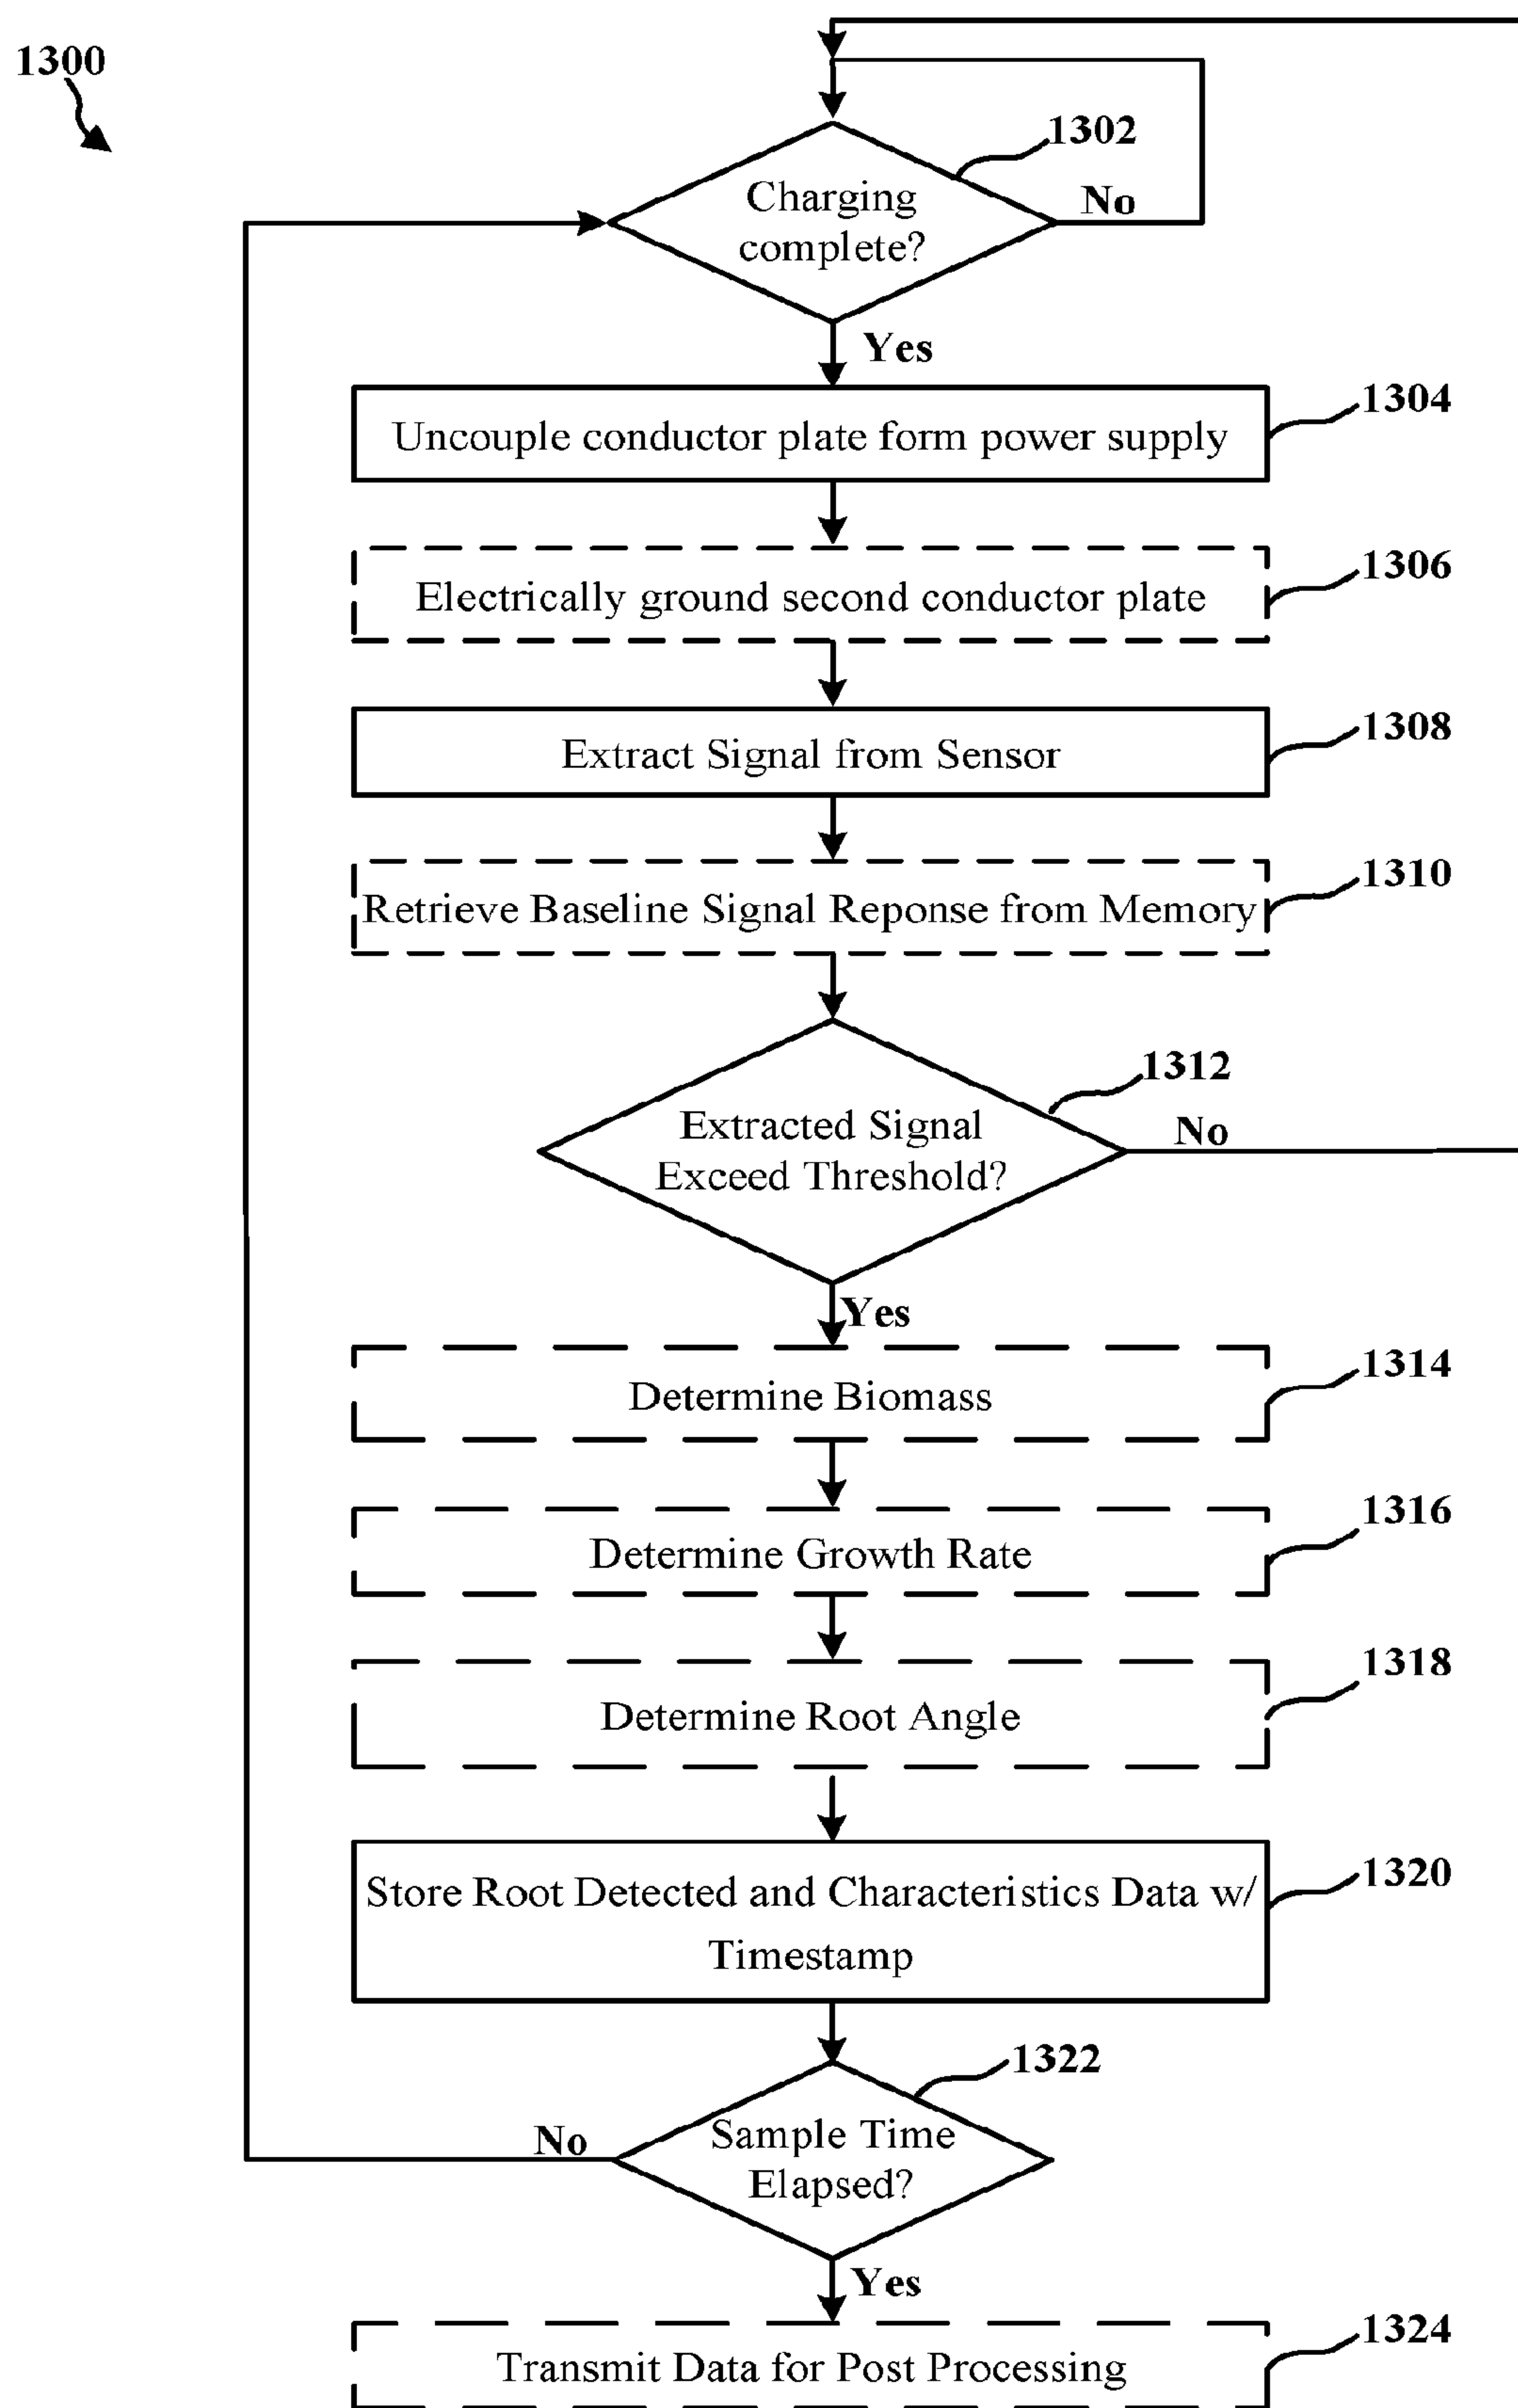 1300
1302
Charging
complete?
No
Yes
1304
Uncouple conductor plate form power supply
1306
Electrically ground second conductor plate
1308
Extract Signal from Sensor
1310
Retrieve Baseline Signal Reponse from Memory
1312
Extracted Signal
Exceed Threshold?
No
Yes
1314
Determine Biomass
1316
Determine Growth Rate
1318
Determine Root Angle
1320
Store Root Detected and Characteristics Data w/
Timestamp
1322
Sample Time
Elapsed?
No
Yes
1324
Transmit Data for Post Processing